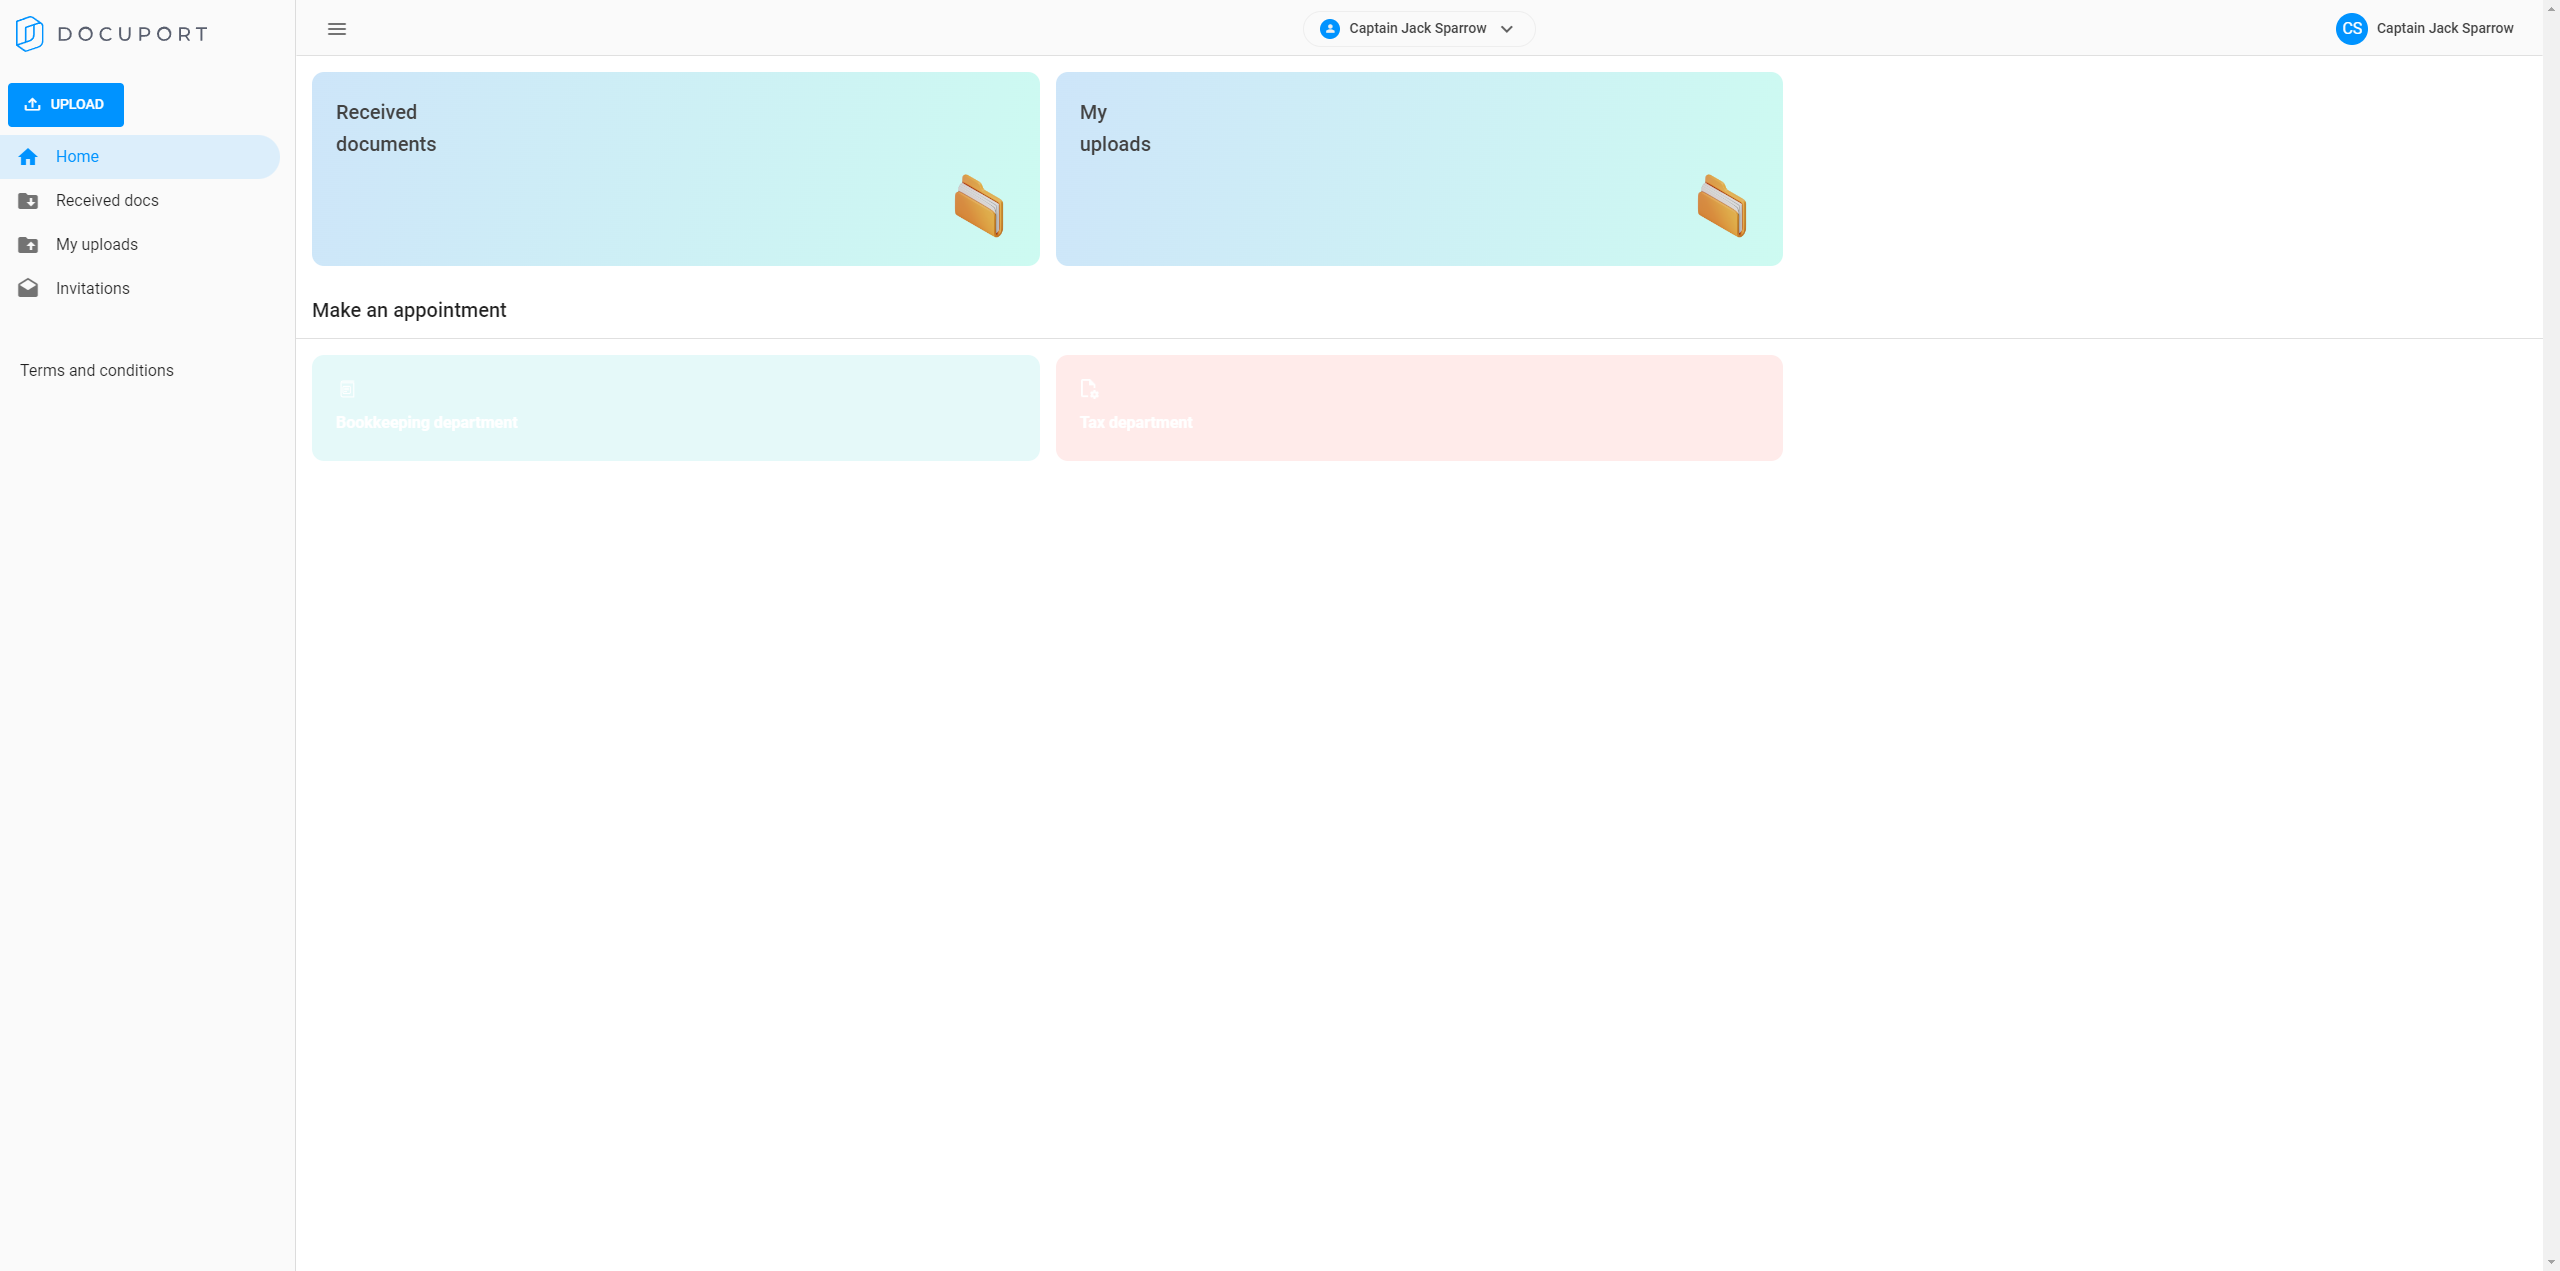 DOCUPORT
UPLOAD
Home
Received docs
My uploads
Invitations
Terms and conditions
Captain Jack Sparrow
CS Captain Jack Sparrow
Received
documents
My
uploads
Make an appointment
Bookkeeping department
Tax department